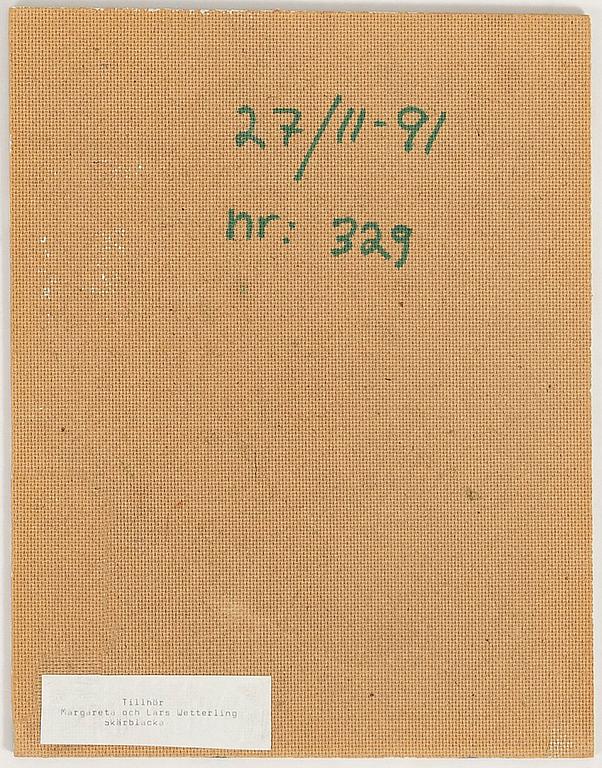 27/11-91
nr: 329
Tillhör
Margareta och Lars Wetterling
Skärblacka